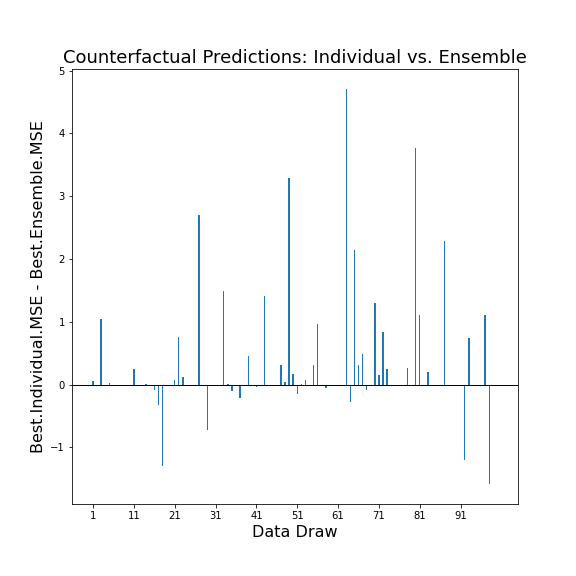 Counterfactual Predictions: Individual vs. Ensemble
Best.Individual.MSE - Best.Ensemble.MSE
5
4
3
2
1
0
−1
1 11 21 31 41 51 61 71 81 91
Data Draw